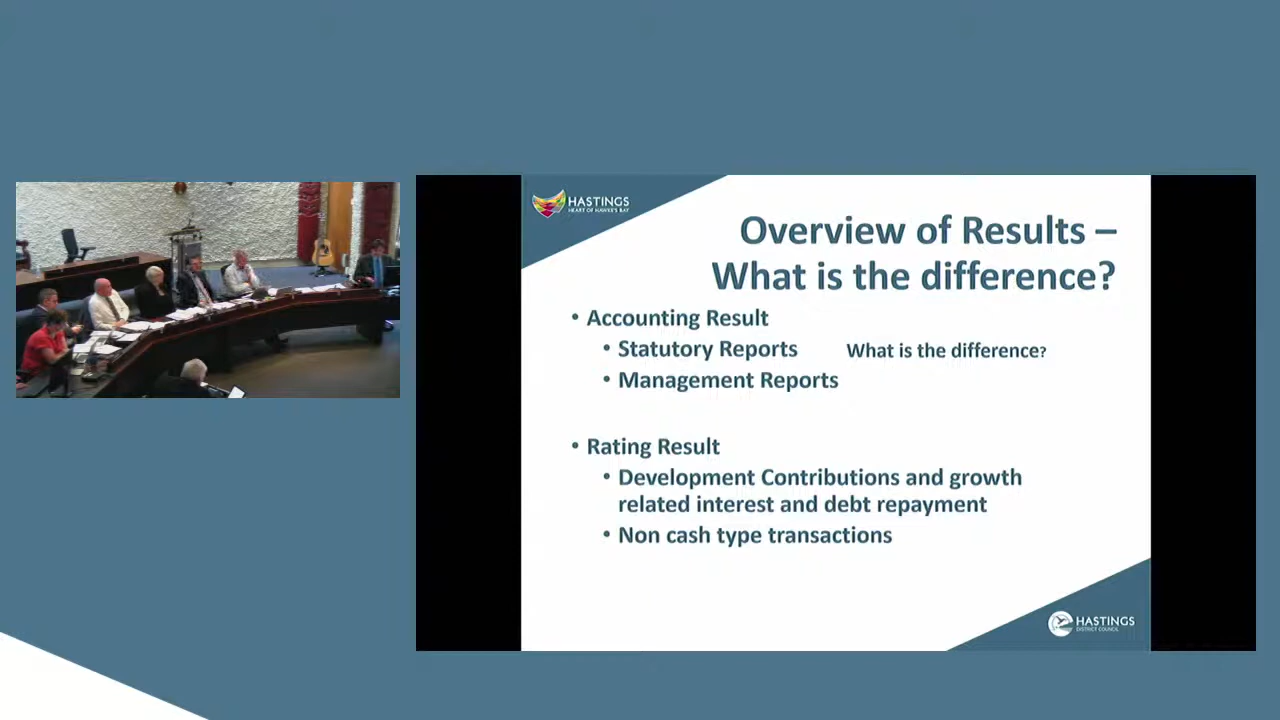 HASTINGS
HEART OF HAWKE'S BAY
Overview of Results –
What is the difference?
• Accounting Result
• Statutory Reports
What is the difference?
• Management Reports
• Rating Result
• Development Contributions and growth
related interest and debt repayment
• Non cash type transactions
HASTINGS
DISTRICT COUNCIL